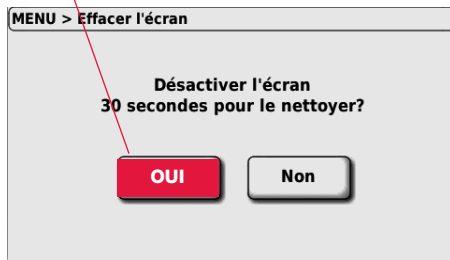 MENU > Effacer l'écran
Désactiver l'écran
30 secondes pour le nettoyer?
OUI
Non